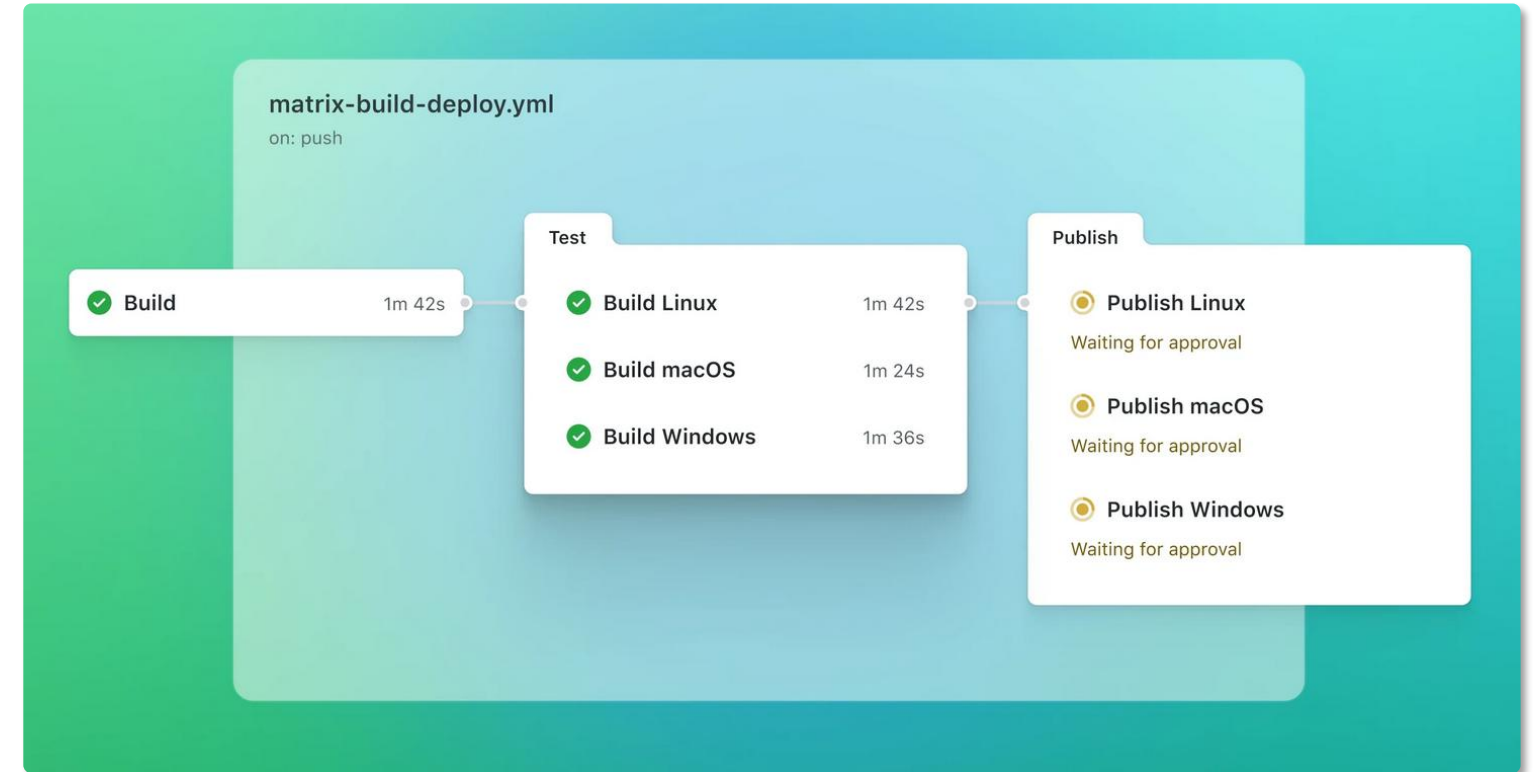 matrix-build-deploy.yml
on: push
Build 1m 42s
Test
Build Linux 1m 42s
Build macOS 1m 24s
Build Windows 1m 36s
Publish
Publish Linux
Waiting for approval
Publish macOS
Waiting for approval
Publish Windows
Waiting for approval